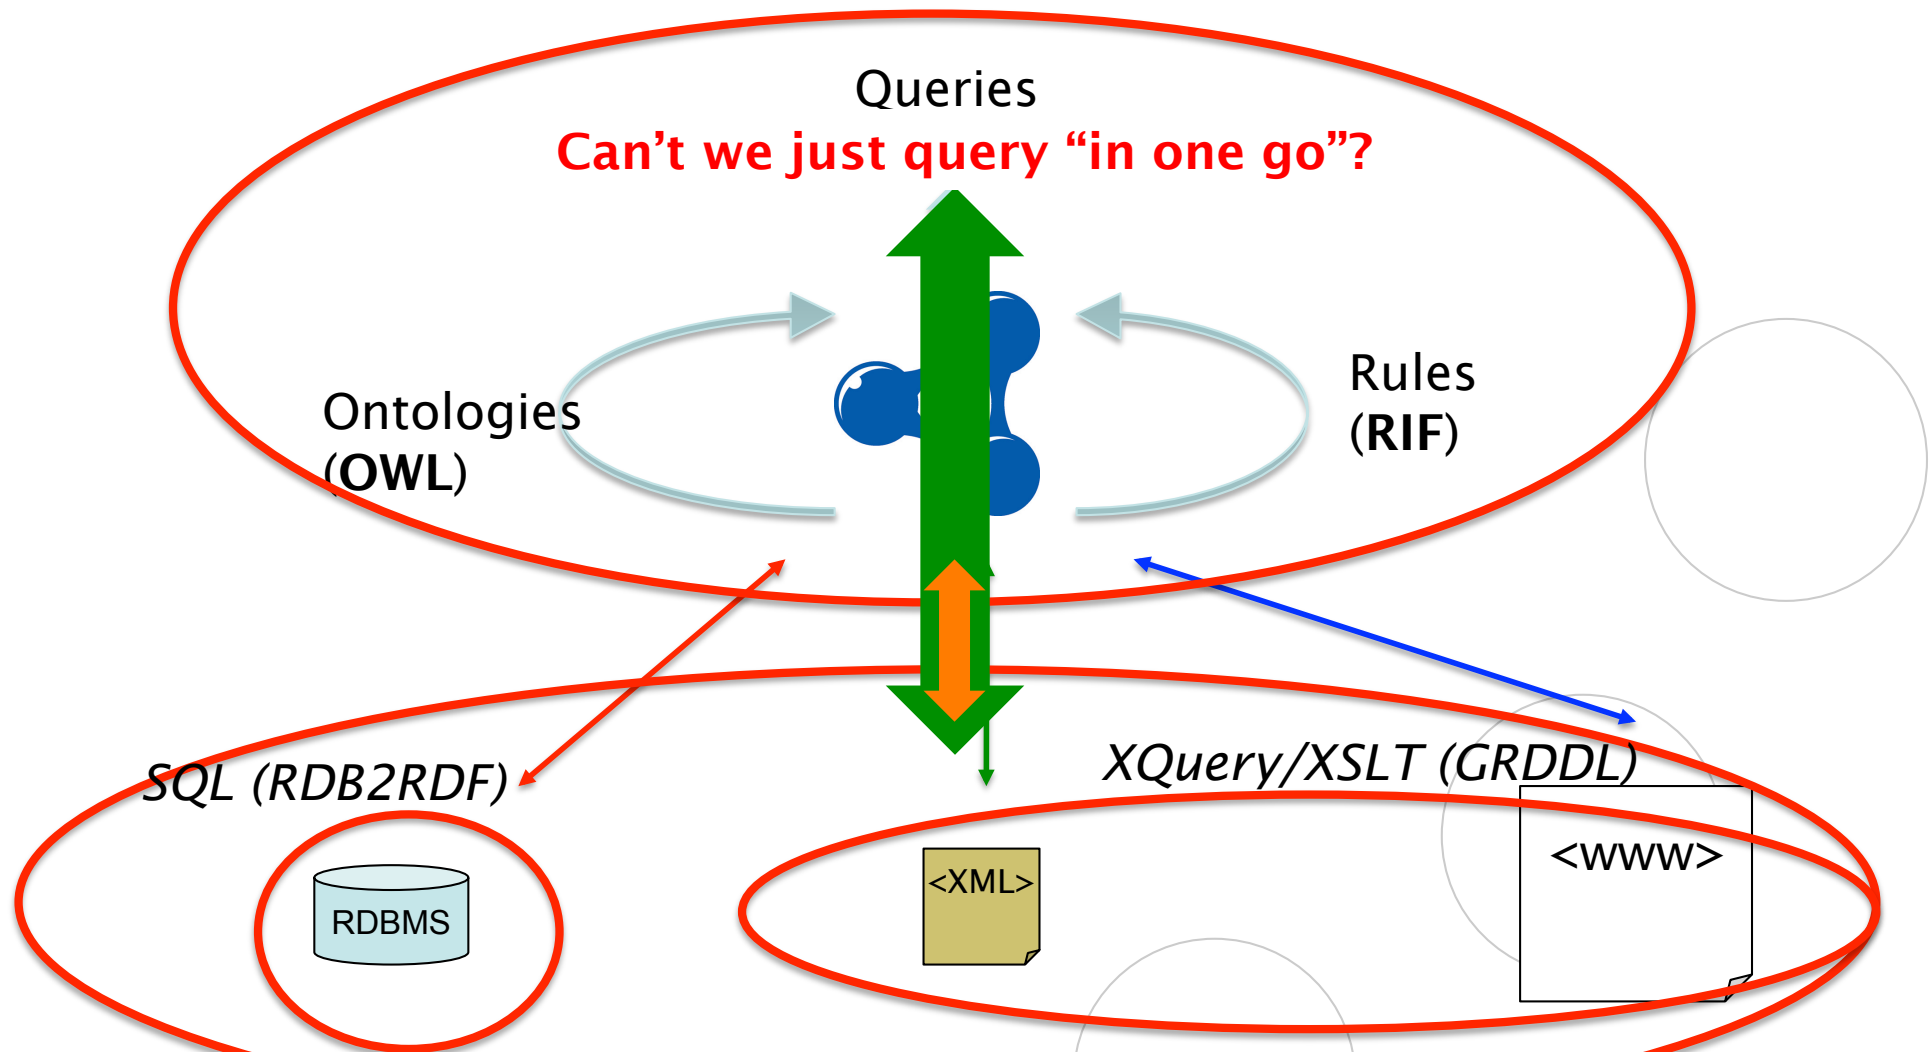 Queries
Can’t we just query “in one go”?
Ontologies
(OWL)
Rules
(RIF)
SQL (RDB2RDF)
XQuery/XSLT (GRDDL)
RDBMS
<XML>
<www>